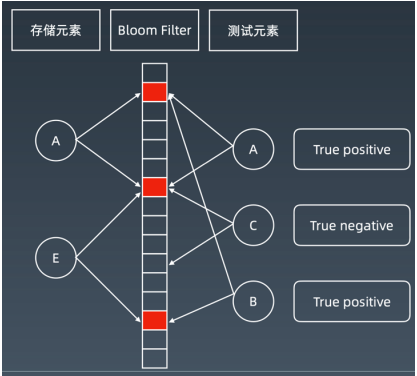 存储元素
Bloom Filter
测试元素
A
A
True positive
C
True negative
E
B
True positive